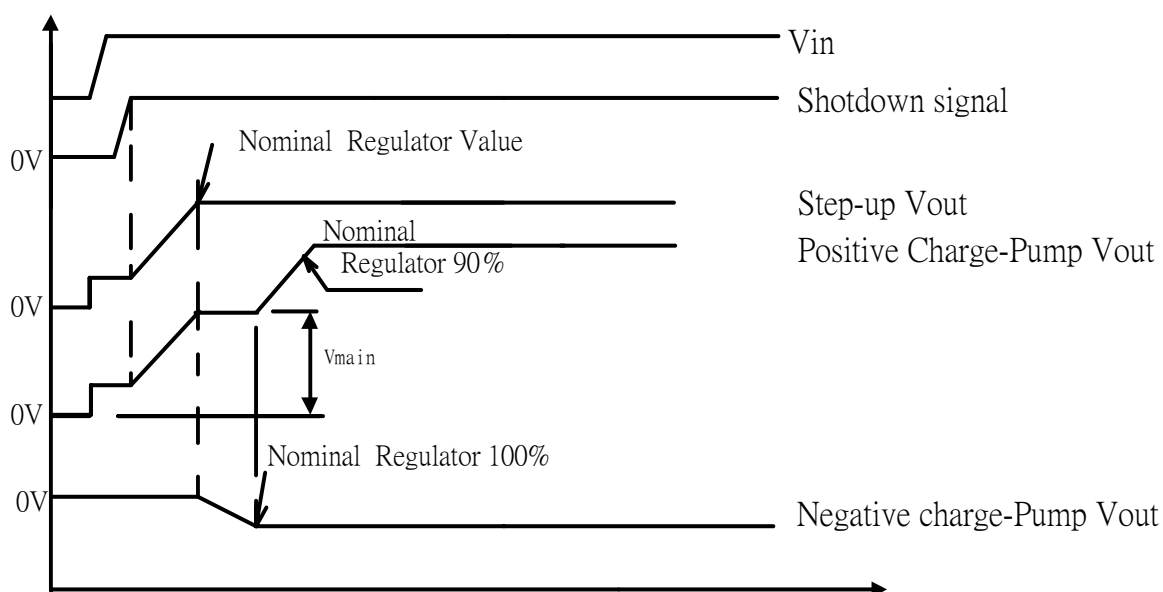 Vin
Shotdown signal
0V
Nominal Regulator Value
Step-up Vout
Nominal
Positive Charge-Pump Vout
Regulator 90%
0V
Vmain
0V
Nominal Regulator 100%
0V
Negative charge-Pump Vout